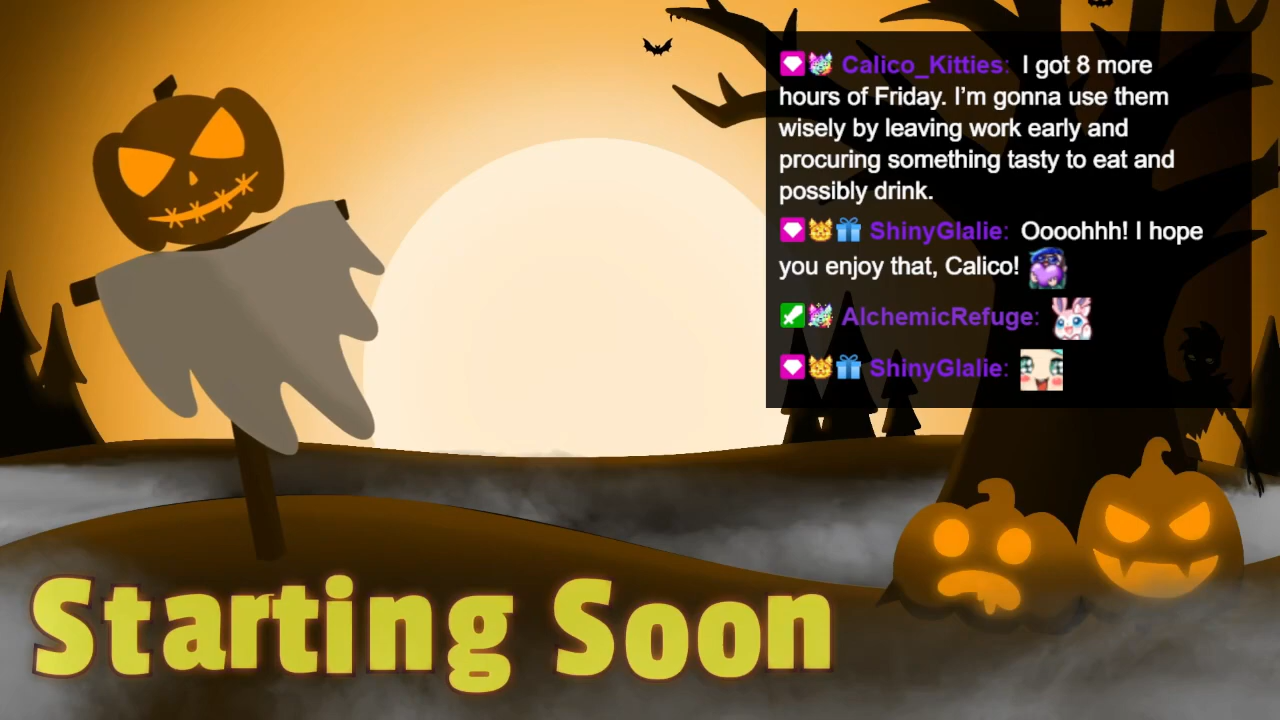 Calico_Kitties: I got 8 more
hours of Friday. I’m gonna use them
wisely by leaving work early and
procuring something tasty to eat and
possibly drink.
ShinyGlalie: Oooohhh! I hope
you enjoy that, Calico!
AlchemicRefuge:
ShinyGlalie:
Starting Soon